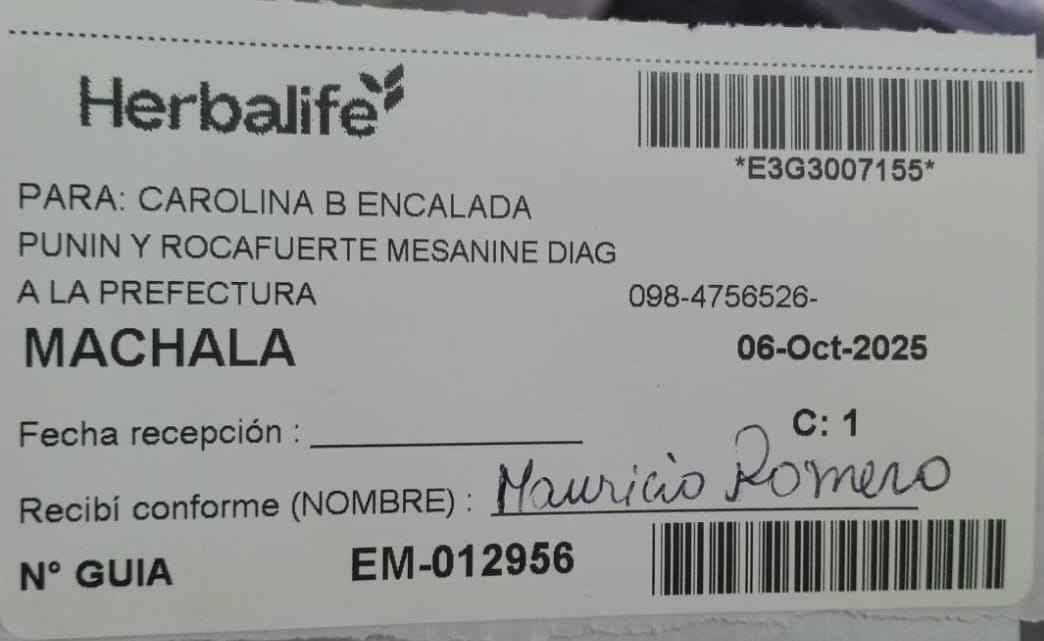 Herbalife
*E3G3007155*
PARA: CAROLINA B ENCALADA
PUNIN Y ROCAFUERTE MESANINE DIAG
A LA PREFECTURA 098-4756526-
MACHALA 06-Oct-2025
C: 1
Fecha recepción : ____________
Recibí conforme (NOMBRE) : Mauricio Romero
N° GUIA EM-012956